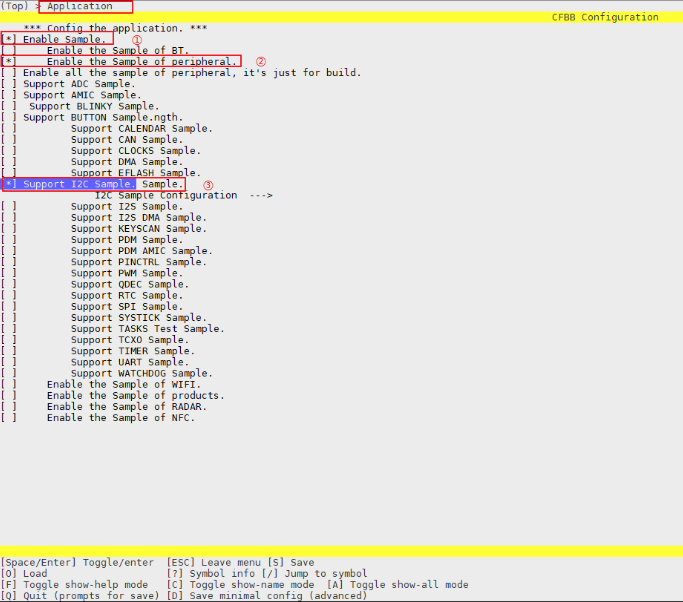 (Top) > Application
CFBB Configuration
*** Config the application. ***
[*] Enable Sample. ①
[ ] Enable the Sample of BT.
[*] Enable the Sample of peripheral. ②
[ ] Enable all the sample of peripheral, it's just for build.
[ ] Support ADC Sample.
[ ] Support AMIC Sample.
[ ] Support BLINKY Sample.
[ ] Support BUTTON Sample.ngth.
[ ] Support CALENDAR Sample.
[ ] Support CAN Sample.
[ ] Support CLOCKS Sample.
[ ] Support DMA Sample.
[ ] Support EFLASH Sample.
[*] Support I2C Sample. Sample. ③
I2C Sample Configuration --->
[ ] Support I2S Sample.
[ ] Support I2S DMA Sample.
[ ] Support KEYSCAN Sample.
[ ] Support PDM Sample.
[ ] Support PDM AMIC Sample.
[ ] Support PINCTRL Sample.
[ ] Support PWM Sample.
[ ] Support QDEC Sample.
[ ] Support RTC Sample.
[ ] Support SPI Sample.
[ ] Support SYSTICK Sample.
[ ] Support TASKS Test Sample.
[ ] Support TCXO Sample.
[ ] Support TIMER Sample.
[ ] Support UART Sample.
[ ] Support WATCHDOG Sample.
[ ] Enable the Sample of WIFI.
[ ] Enable the Sample of products.
[ ] Enable the Sample of RADAR.
[ ] Enable the Sample of NFC.
[Space/Enter] Toggle/enter [ESC] Leave menu [S] Save
[O] Load [?] Symbol info [/] Jump to symbol
[F] Toggle show-help mode [C] Toggle show-name mode [A] Toggle show-all mode
[Q] Quit (prompts for save) [D] Save minimal config (advanced)